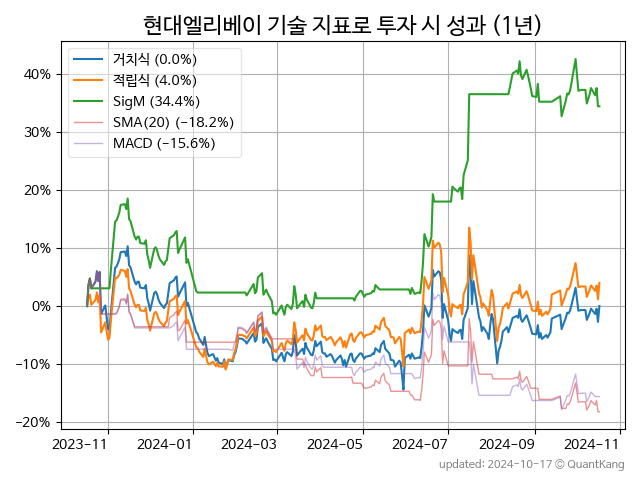 현대엘리베이 기술 지표로 투자 시 성과 (1년)
거치식 (0.0%)
적립식 (4.0%)
SigM (34.4%)
SMA(20) (−18.2%)
MACD (−15.6%)
40%
30%
20%
10%
0%
−10%
−20%
2023-11 2024-01 2024-03 2024-05 2024-07 2024-09 2024-11
updated: 2024-10-17 © QuantKang